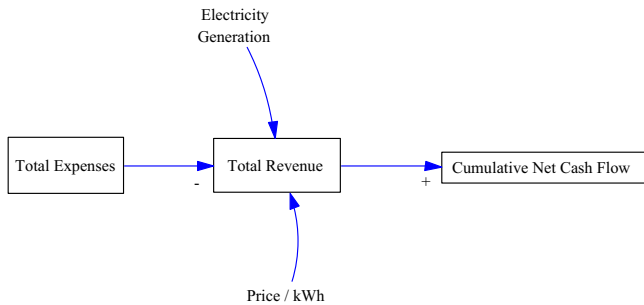 Electricity
Generation
Total Expenses
-
Total Revenue
+
Cumulative Net Cash Flow
Price / kWh